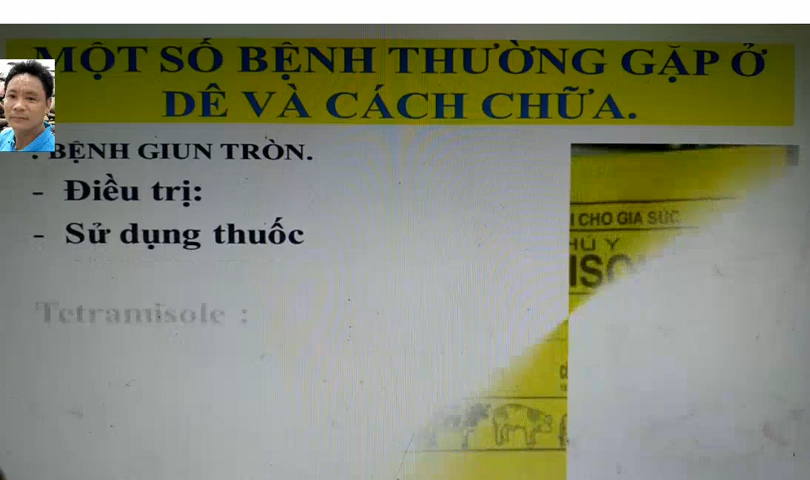 MỘT SỐ BỆNH THƯỜNG GẶP Ở
DÊ VÀ CÁCH CHỮA.
. BỆNH GIUN TRÒN.
- Điều trị:
- Sử dụng thuốc
Tetramisole :
CHO GIA SÚC
Y